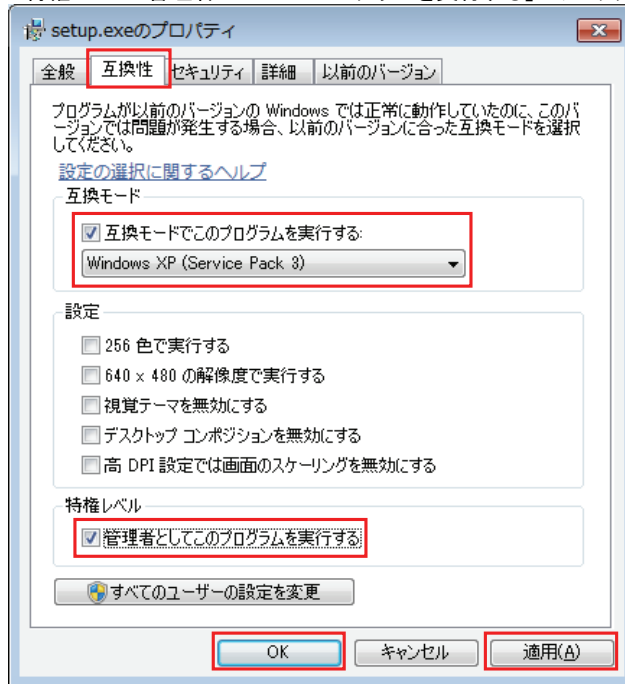 setup.exeのプロパティ
全般 互換性 セキュリティ 詳細 以前のバージョン
プログラムが以前のバージョンの Windows では正常に動作していたのに、このバ
ージョンでは問題が発生する場合、以前のバージョンに合った互換モードを選択
してください。
設定の選択に関するヘルプ
互換モード
互換モードでこのプログラムを実行する:
Windows XP (Service Pack 3)
設定
256 色で実行する
640 x 480 の解像度で実行する
視覚テーマを無効にする
デスクトップ コンポジションを無効にする
高 DPI 設定では画面のスケーリングを無効にする
特権レベル
管理者としてこのプログラムを実行する
すべてのユーザーの設定を変更
OK キャンセル 適用(A)